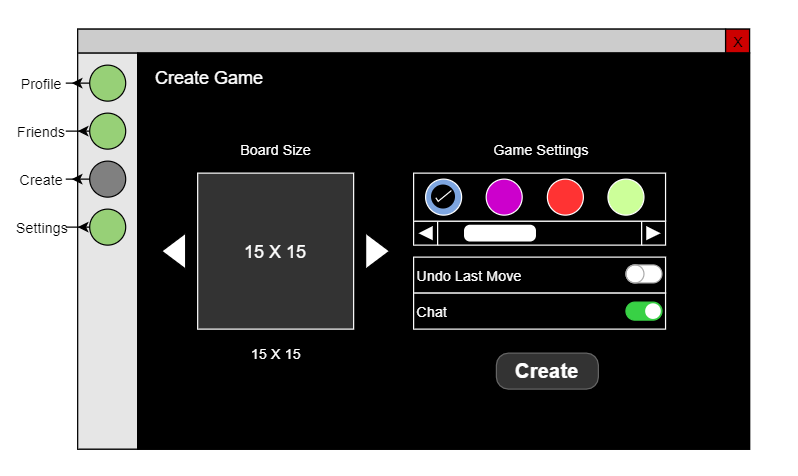 X
Profile
Friends
Create
Settings
Create Game
Board Size
15 X 15
15 X 15
Game Settings
Undo Last Move
Chat
Create